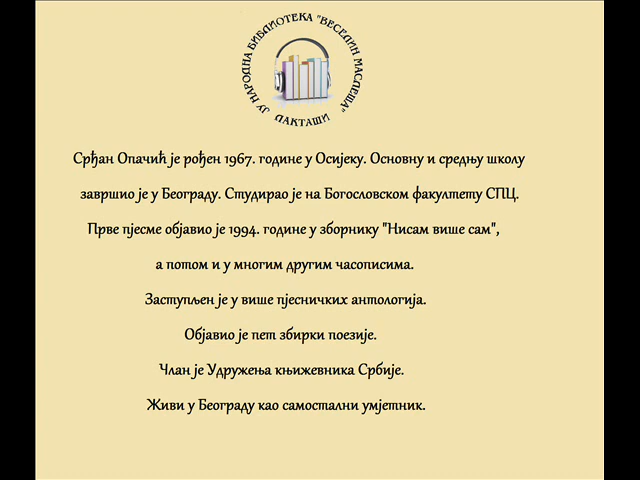 ЈУ НАРОДНА БИБЛИОТЕКА "ВЕСЕЛИН МАСЛЕША"
ЛАКТАШИ
Срђан Опачић је рођен 1967. године у Осијеку. Основну и средњу школу
завршио је у Београду. Студирао је на Богословском факултету СПЦ.
Прве пјесме објавио је 1994. године у зборнику "Нисам више сам",
а потом и у многим другим часописима.
Заступљен је у више пјесничких антологија.
Објавио је пет збирки поезије.
Члан је Удружења књижевника Србије.
Живи у Београду као самостални умјетник.